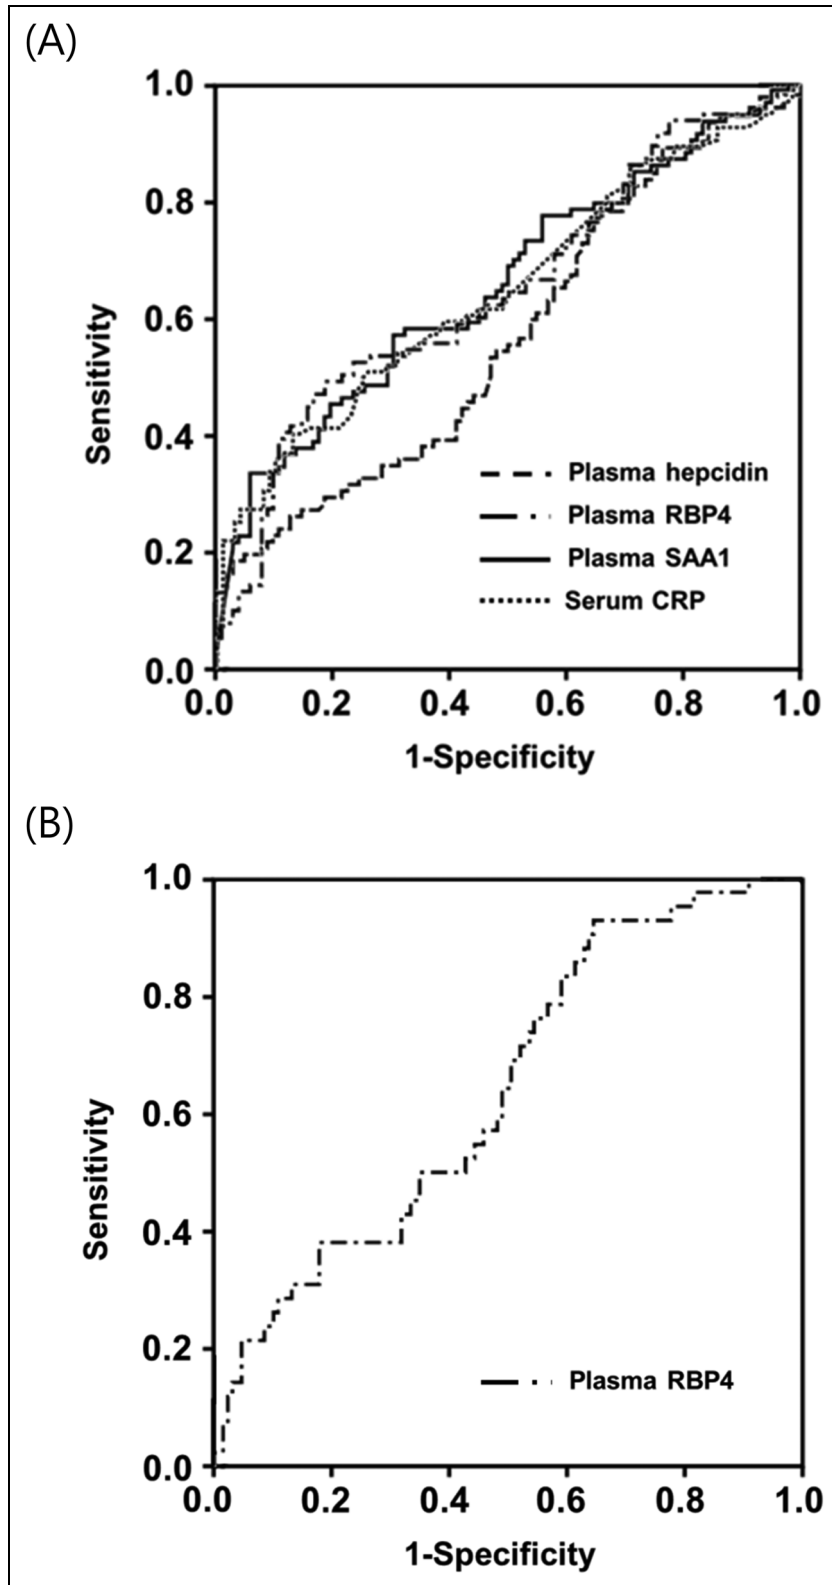 (A)
1.0
0.8
0.6
0.4
0.2
0.0
Sensitivity
Plasma hepcidin
Plasma RBP4
Plasma SAA1
Serum CRP
0.0 0.2 0.4 0.6 0.8 1.0
1-Specificity
(B)
1.0
0.8
0.6
0.4
0.2
0.0
Sensitivity
Plasma RBP4
0.0 0.2 0.4 0.6 0.8 1.0
1-Specificity